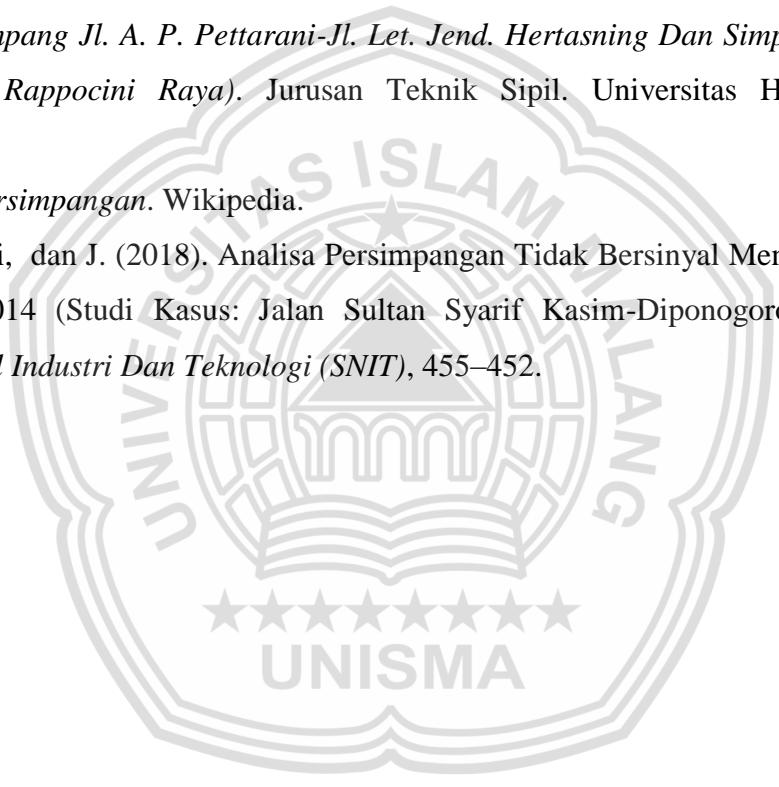 mpang Jl. A. P. Pettarani-Jl. Let. Jend. Hertasning Dan Simp
Rappocini Raya). Jurusan Teknik Sipil. Universitas H
UNIVERSITAS ISLAM MALANG
rsimpangan. Wikipedia.
i, dan J. (2018). Analisa Persimpangan Tidak Bersinyal Men
014 (Studi Kasus: Jalan Sultan Syarif Kasim-Diponogoro
l Industri Dan Teknologi (SNIT), 455–452.
UNISMA